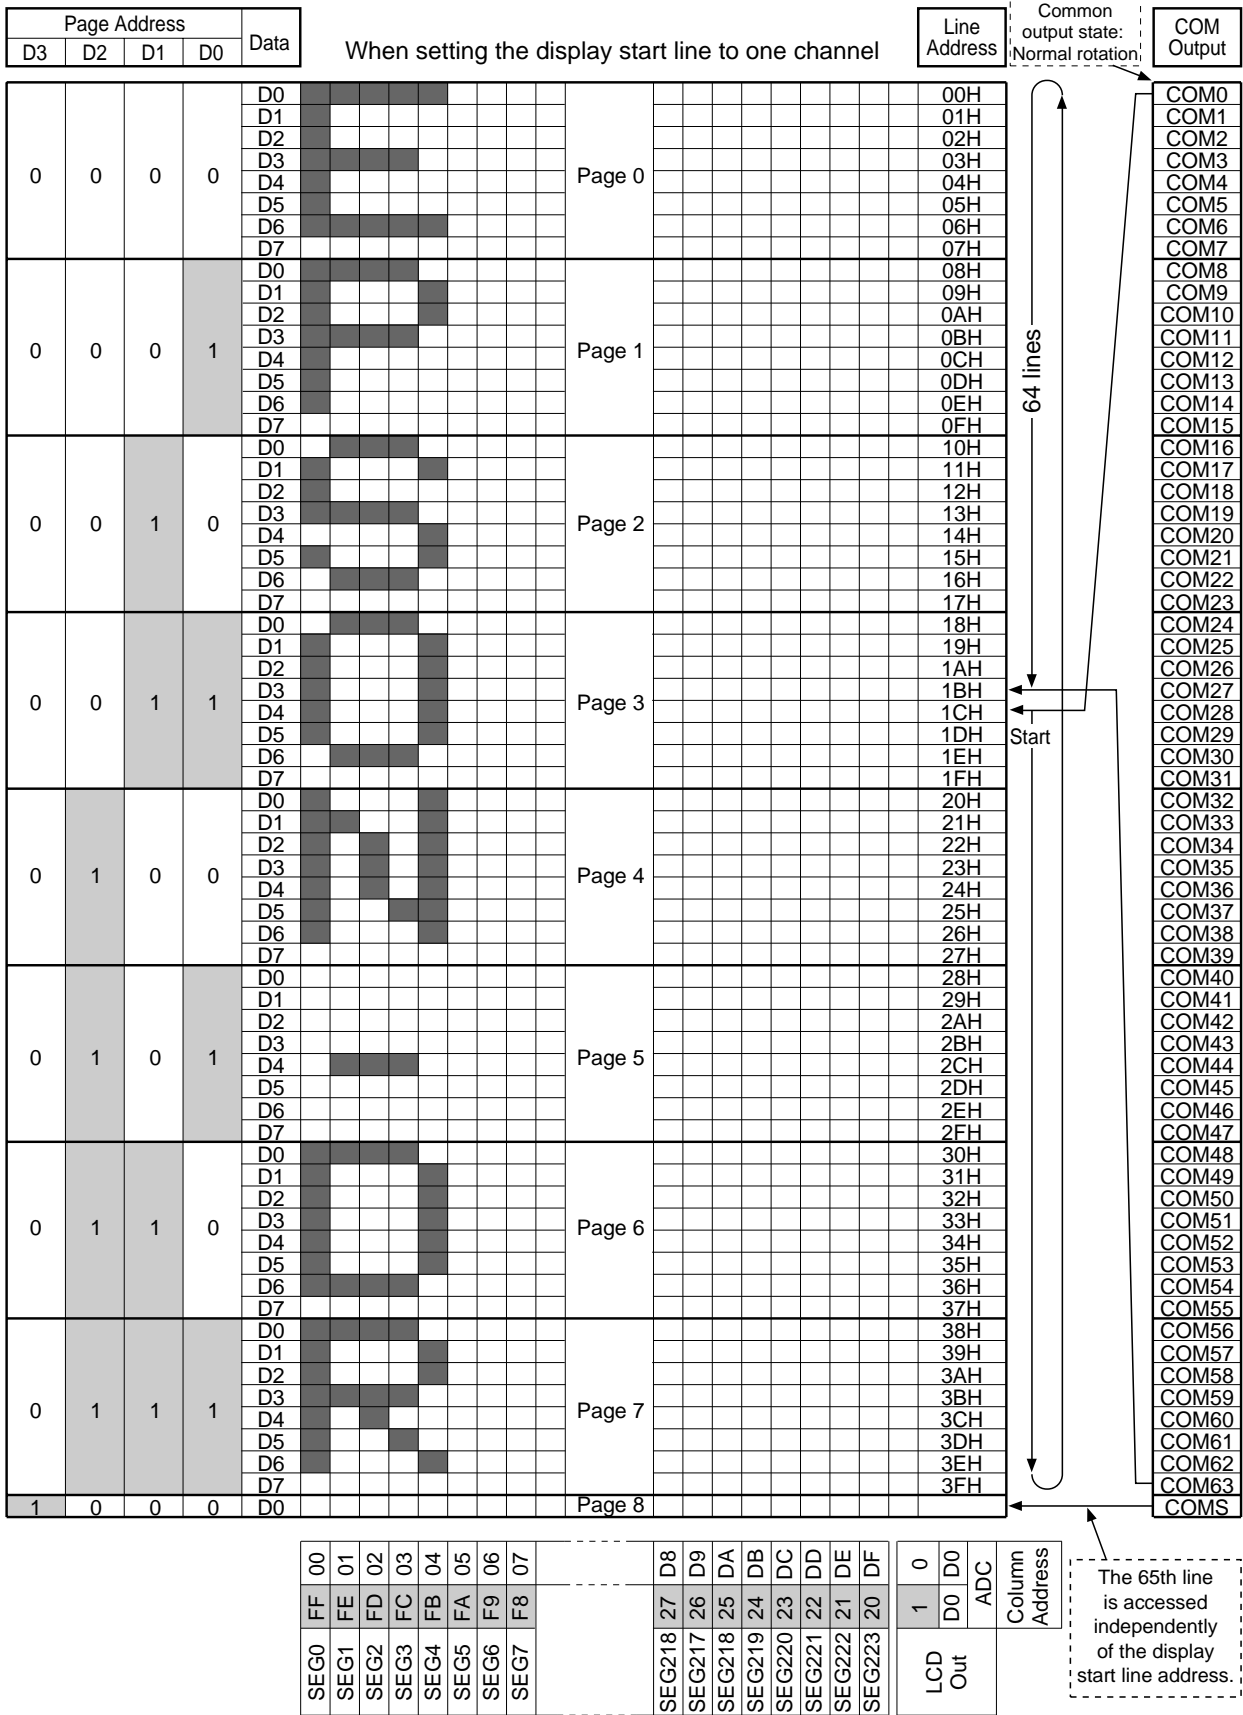 Page Address
D3 D2 D1 D0
Data
When setting the display start line to one channel
Line
Address
Common
output state:
Normal rotation
COM
Output
0 0 0 0 Page 0
D0 00H COM0
D1 01H COM1
D2 02H COM2
D3 03H COM3
D4 04H COM4
D5 05H COM5
D6 06H COM6
D7 07H COM7
0 0 0 1 Page 1
D0 08H COM8
D1 09H COM9
D2 0AH COM10
D3 0BH COM11
D4 0CH COM12
D5 0DH COM13
D6 0EH COM14
D7 0FH COM15
0 0 1 0 Page 2
D0 10H COM16
D1 11H COM17
D2 12H COM18
D3 13H COM19
D4 14H COM20
D5 15H COM21
D6 16H COM22
D7 17H COM23
0 0 1 1 Page 3
D0 18H COM24
D1 19H COM25
D2 1AH COM26
D3 1BH COM27
D4 1CH COM28
D5 1DH COM29
D6 1EH COM30
D7 1FH COM31
64 lines
Start
0 1 0 0 Page 4
D0 20H COM32
D1 21H COM33
D2 22H COM34
D3 23H COM35
D4 24H COM36
D5 25H COM37
D6 26H COM38
D7 27H COM39
0 1 0 1 Page 5
D0 28H COM40
D1 29H COM41
D2 2AH COM42
D3 2BH COM43
D4 2CH COM44
D5 2DH COM45
D6 2EH COM46
D7 2FH COM47
0 1 1 0 Page 6
D0 30H COM48
D1 31H COM49
D2 32H COM50
D3 33H COM51
D4 34H COM52
D5 35H COM53
D6 36H COM54
D7 37H COM55
0 1 1 1 Page 7
D0 38H COM56
D1 39H COM57
D2 3AH COM58
D3 3BH COM59
D4 3CH COM60
D5 3DH COM61
D6 3EH COM62
D7 3FH COM63
1 0 0 0 D0 Page 8 COMS
00 01 02 03 04 05 06 07 D8 D9 DA DB DC DD DE DF 0 D0
FF FE FD FC FB FA F9 F8 27 26 25 24 23 22 21 20 1 D0
ADC
Column
Address
SEG0 SEG1 SEG2 SEG3 SEG4 SEG5 SEG6 SEG7 SEG218 SEG217 SEG218 SEG219 SEG220 SEG221 SEG222 SEG223
LCD
Out
The 65th line
is accessed
independently
of the display
start line address.